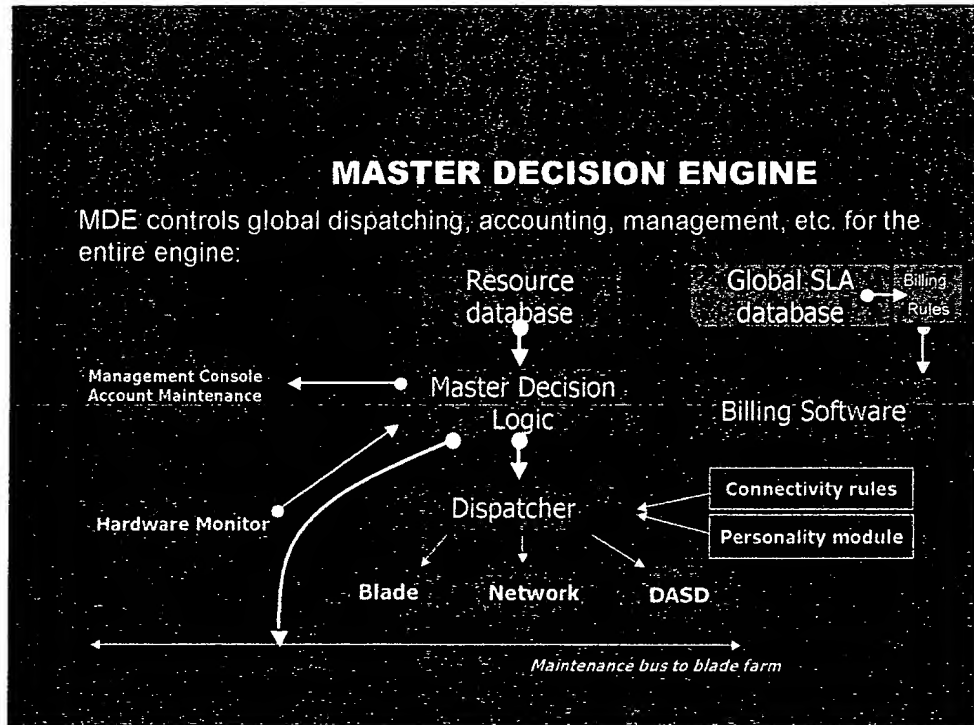 MASTER DECISION ENGINE
MDE controls global dispatching, accounting, management, etc. for the
entire engine:
Resource
database
Global SLA
database
Billing
Rules
Management Console
Account Maintenance
Master Decision
Logic
Billing Software
Hardware Monitor
Dispatcher
Connectivity rules
Personality module
Blade
Network
DASD
Maintenance bus to blade farm